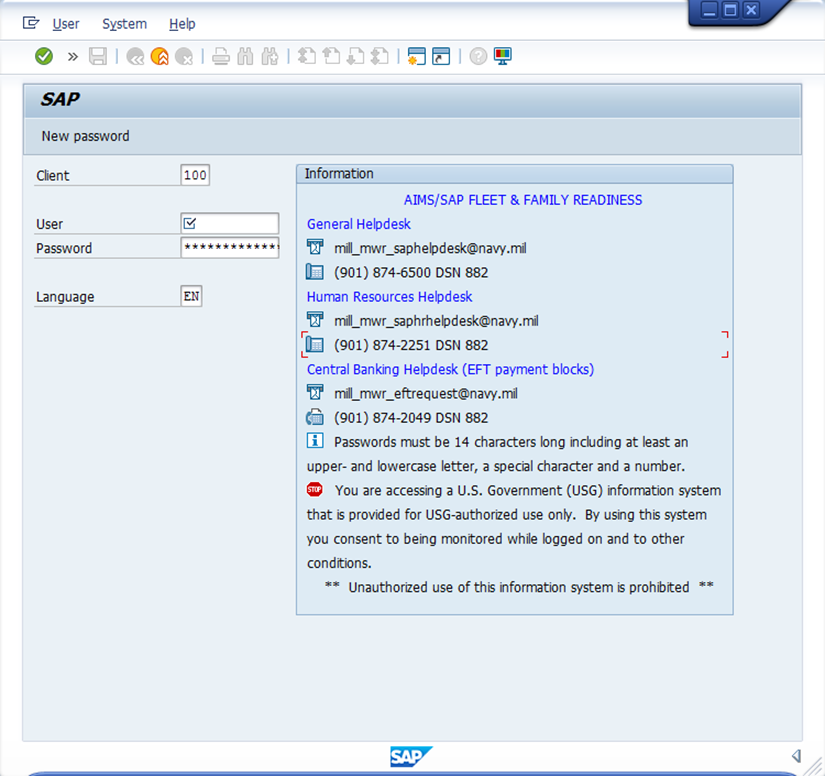 User System Help
SAP
New password
Client 100
User
Password *************
Language EN
Information
AIMS/SAP FLEET & FAMILY READINESS
General Helpdesk
mill_mwr_saphelpdesk@navy.mil
(901) 874-6500 DSN 882
Human Resources Helpdesk
mill_mwr_saphrhelpdesk@navy.mil
(901) 874-2251 DSN 882
Central Banking Helpdesk (EFT payment blocks)
mill_mwr_eftrequest@navy.mil
(901) 874-2049 DSN 882
Passwords must be 14 characters long including at least an
upper- and lowercase letter, a special character and a number.
STOP You are accessing a U.S. Government (USG) information system
that is provided for USG-authorized use only. By using this system
you consent to being monitored while logged on and to other
conditions.
** Unauthorized use of this information system is prohibited **
SAP